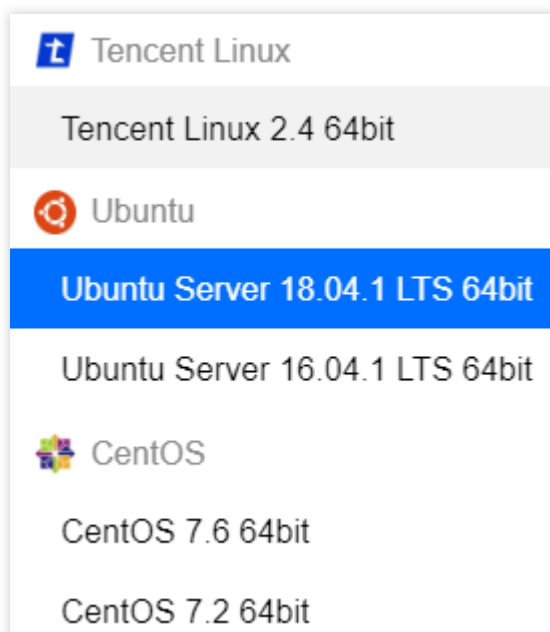 Tencent Linux
Tencent Linux 2.4 64bit
Ubuntu
Ubuntu Server 18.04.1 LTS 64bit
Ubuntu Server 16.04.1 LTS 64bit
CentOS
CentOS 7.6 64bit
CentOS 7.2 64bit